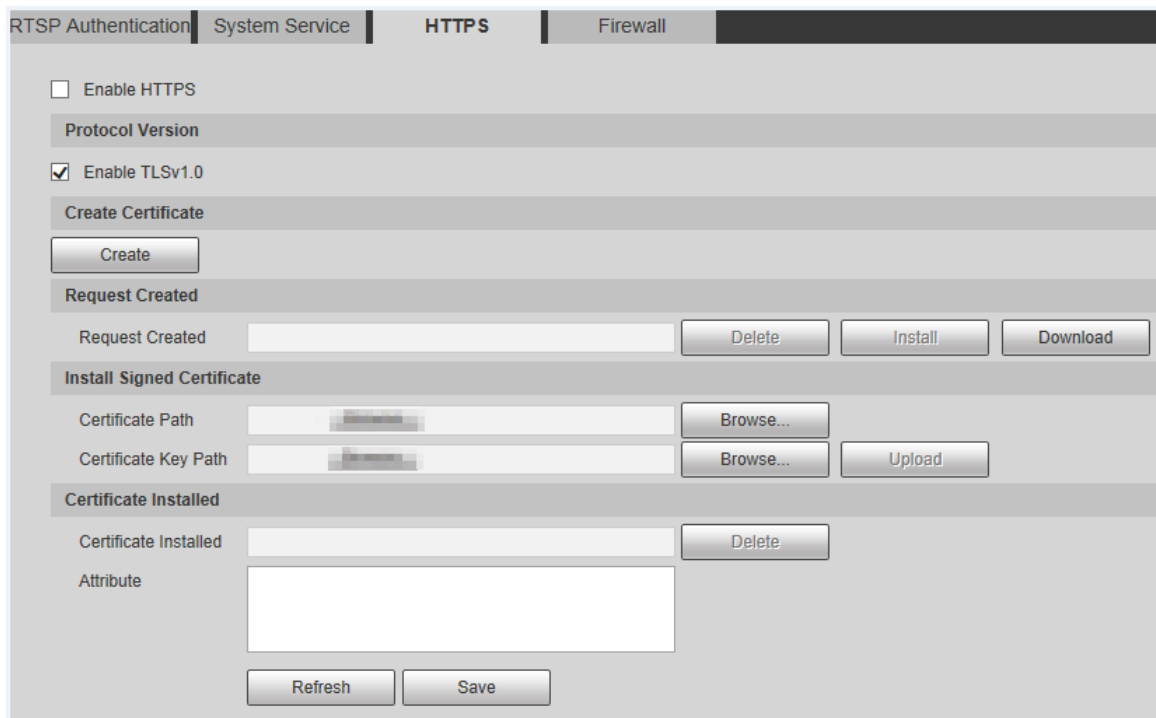 RTSP Authentication System Service HTTPS Firewall
Enable HTTPS
Protocol Version
Enable TLSv1.0
Create Certificate
Create
Request Created
Request Created Delete Install Download
Install Signed Certificate
Certificate Path Browse...
Certificate Key Path Browse... Upload
Certificate Installed
Certificate Installed Delete
Attribute
Refresh Save